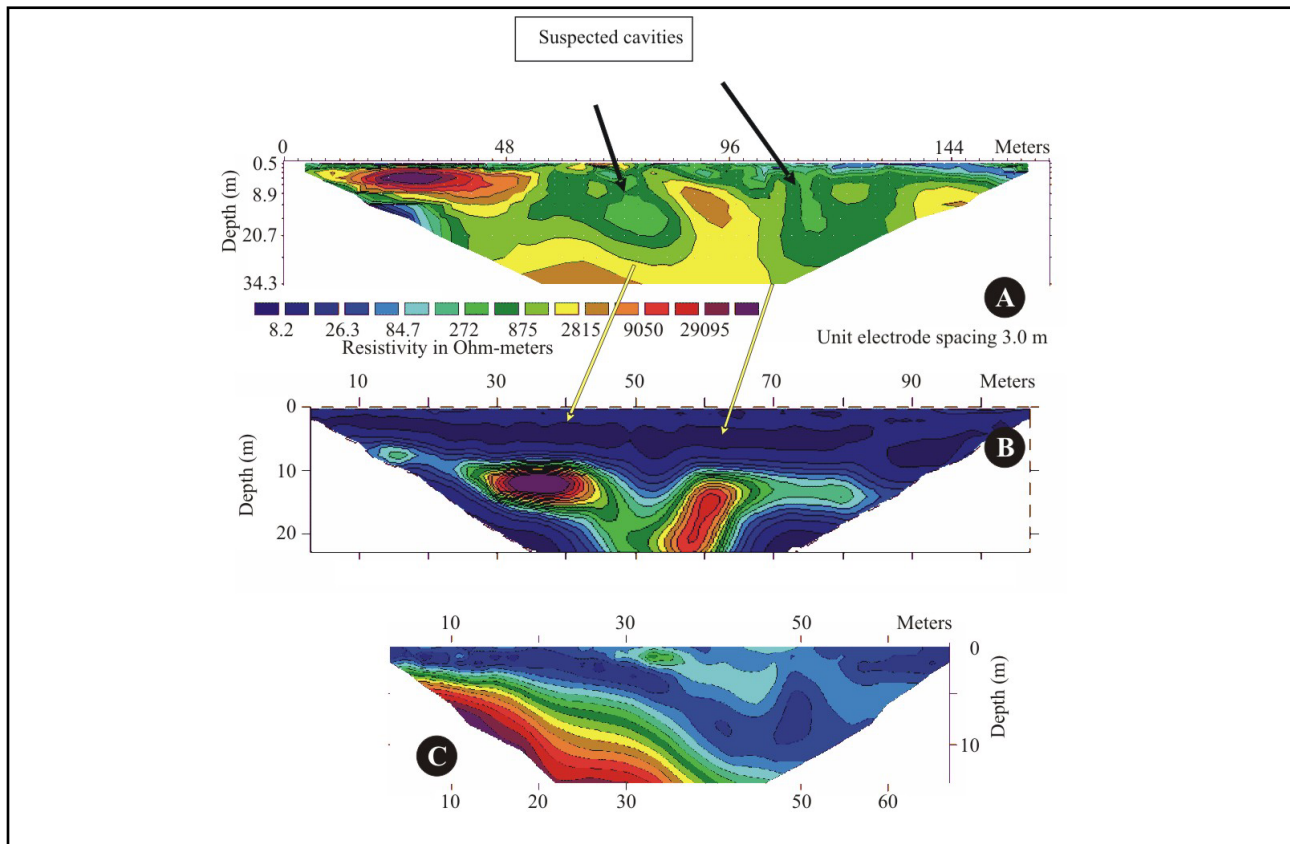 Suspected cavities
0 48 96 144 Meters
0.5
8.9
20.7
34.3
Depth (m)
A
8.2 26.3 84.7 272 875 2815 9050 29095
Resistivity in Ohm-meters
Unit electrode spacing 3.0 m
10 30 50 70 90 Meters
0
10
20
Depth (m)
B
10 30 50 Meters
0
10
Depth (m)
C
10 20 30 50 60